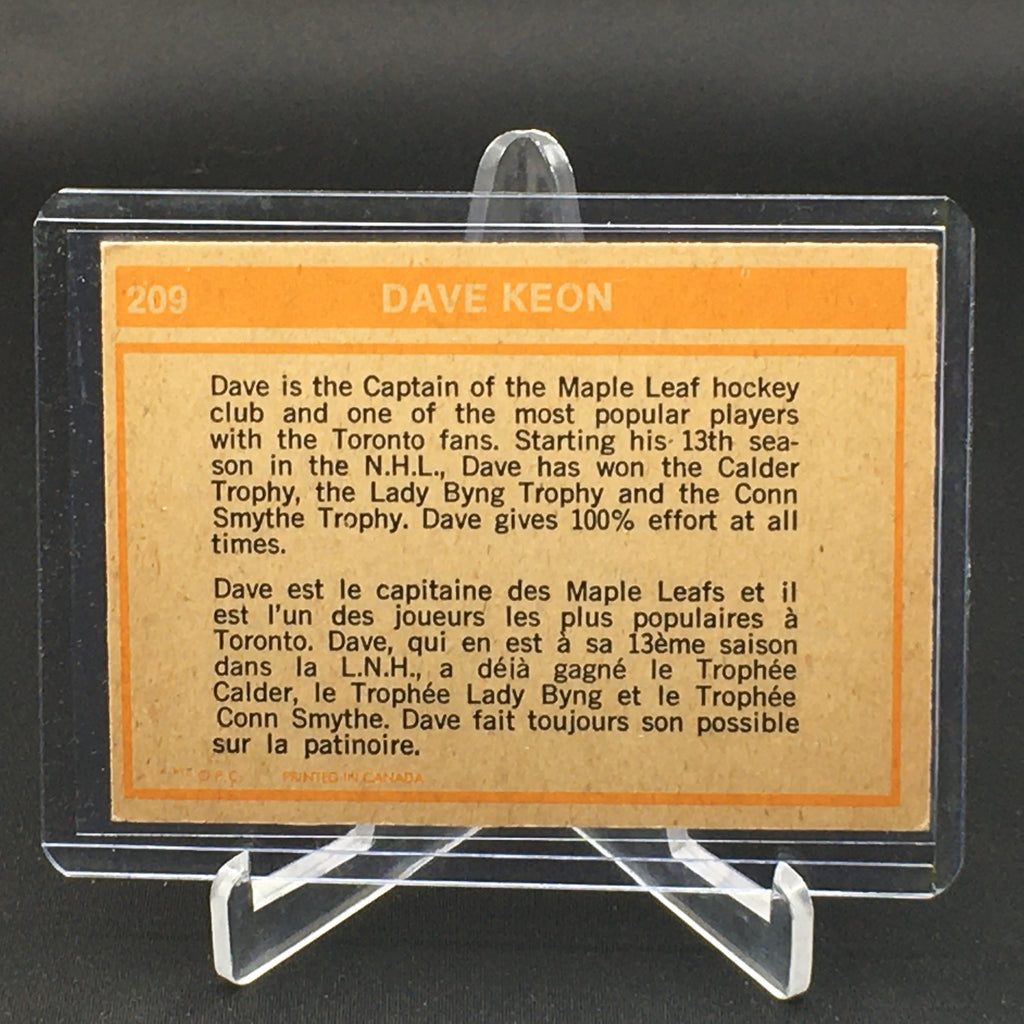 209 DAVE KEON
Dave is the Captain of the Maple Leaf hockey
club and one of the most popular players
with the Toronto fans. Starting his 13th sea-
son in the N.H.L., Dave has won the Calder
Trophy, the Lady Byng Trophy and the Conn
Smythe Trophy. Dave gives 100% effort at all
times.
Dave est le capitaine des Maple Leafs et il
est l'un des joueurs les plus populaires à
Toronto. Dave, qui en est à sa 13ème saison
dans la L.N.H., a déjà gagné le Trophée
Calder, le Trophée Lady Byng et le Trophée
Conn Smythe. Dave fait toujours son possible
sur la patinoire.
PRINTED IN CANADA